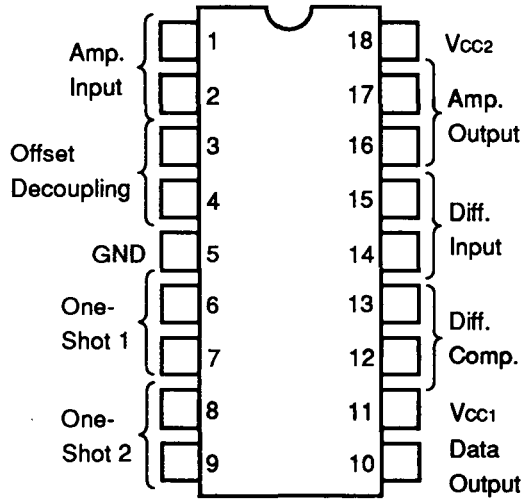 1 18 VCC2
Amp.
Input
2 17 Amp.
Output
3 16
Offset
Decoupling
4 15 Diff.
Input
GND 5 14
6 13 Diff.
Comp.
One-
Shot 1
7 12
8 11 VCC1
One-
Shot 2
9 10 Data
Output